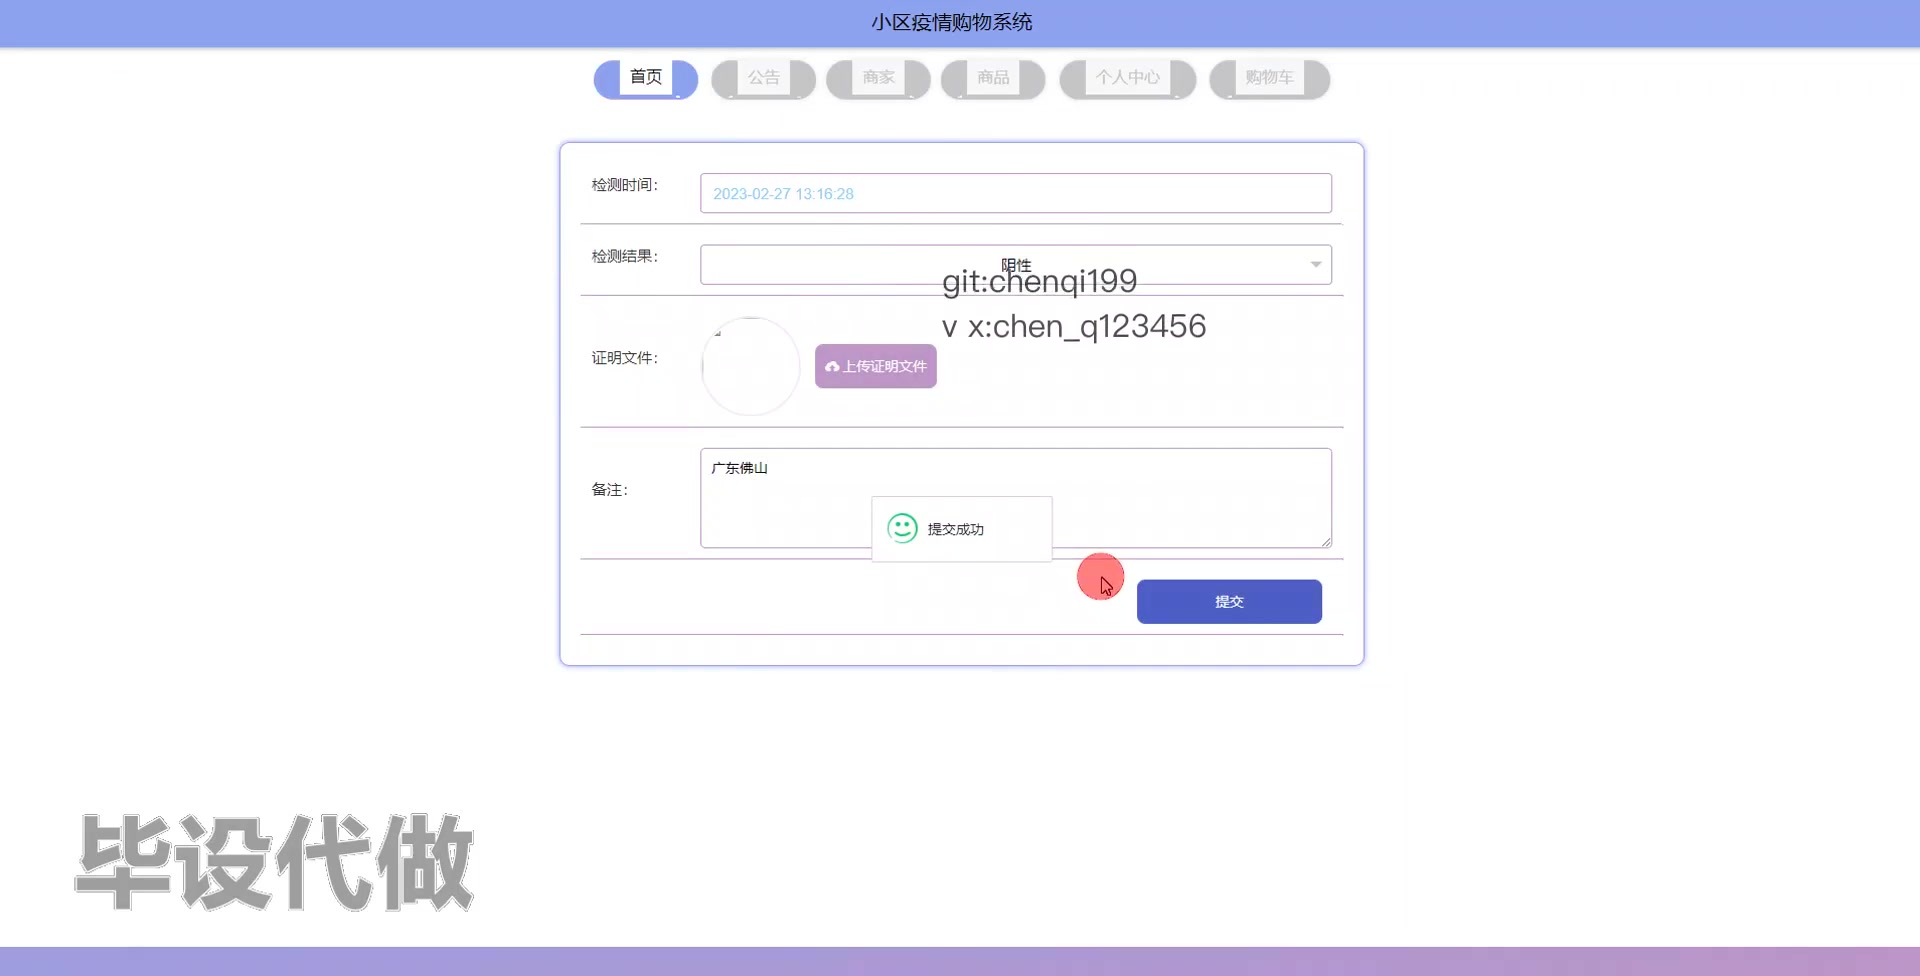 小区疫情购物系统
首页 公告 商家 商品 个人中心 购物车
检测时间：
2023-02-27 13:16:28
检测结果：
阴性
git:chenqi199
v x:chen_q123456
证明文件：
上传证明文件
备注：
广东佛山
提交成功
提交
毕设代做